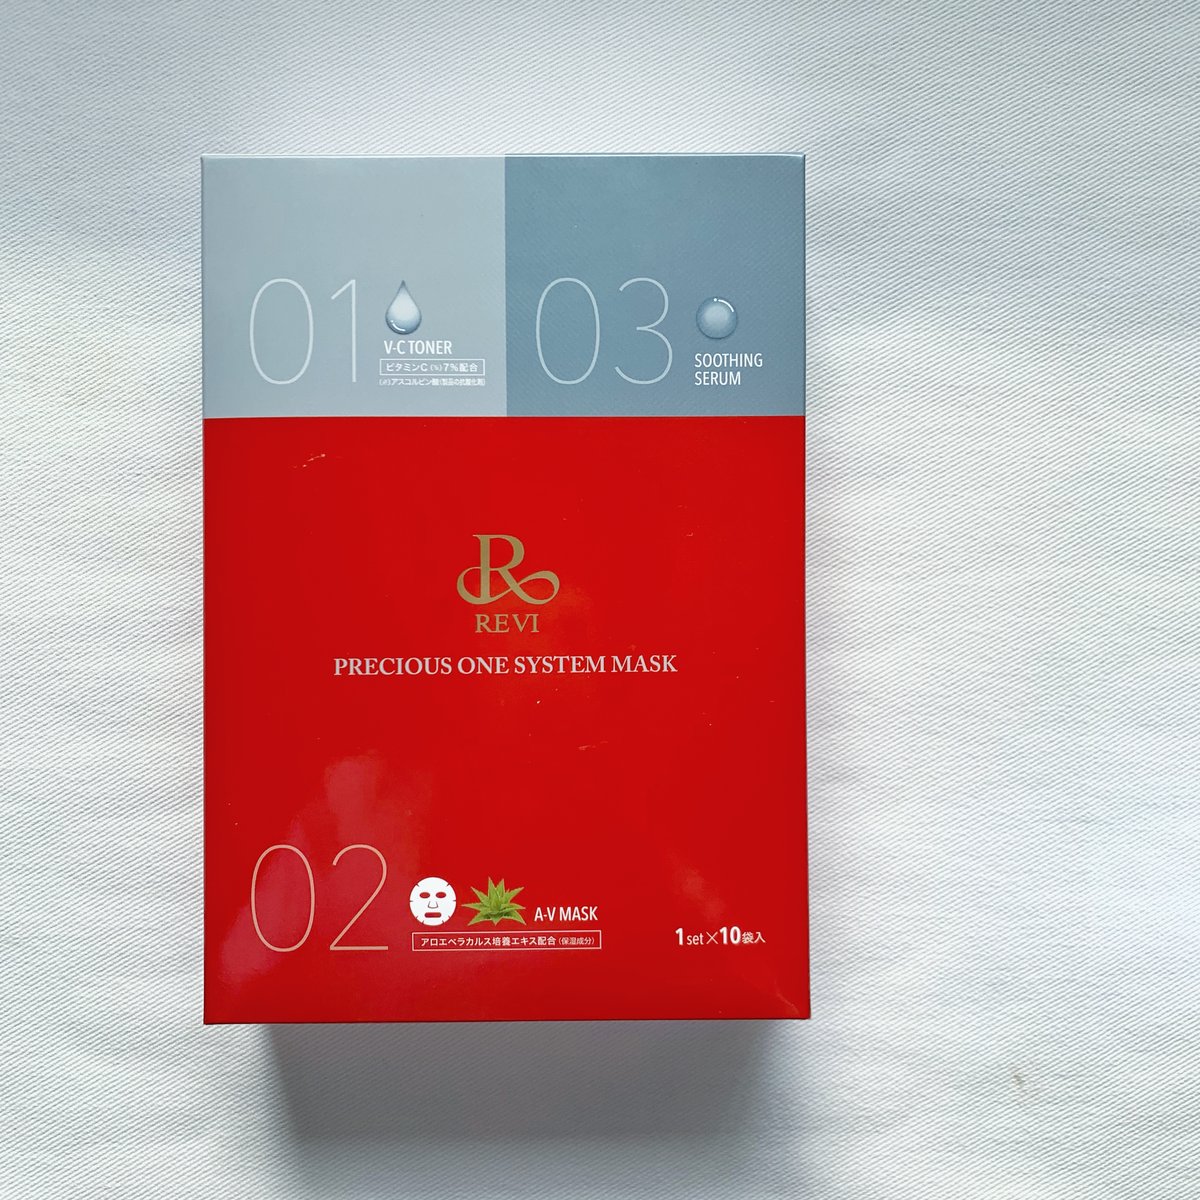 01
V-C TONER
ビタミンC (※) 7%配合
(※)アスコルビン酸(製品の抗酸化剤)
03
SOOTHING
SERUM
R
REVI
PRECIOUS ONE SYSTEM MASK
02
A-V MASK
アロエベラカルス培養エキス配合(保湿成分)
1 set×10袋入